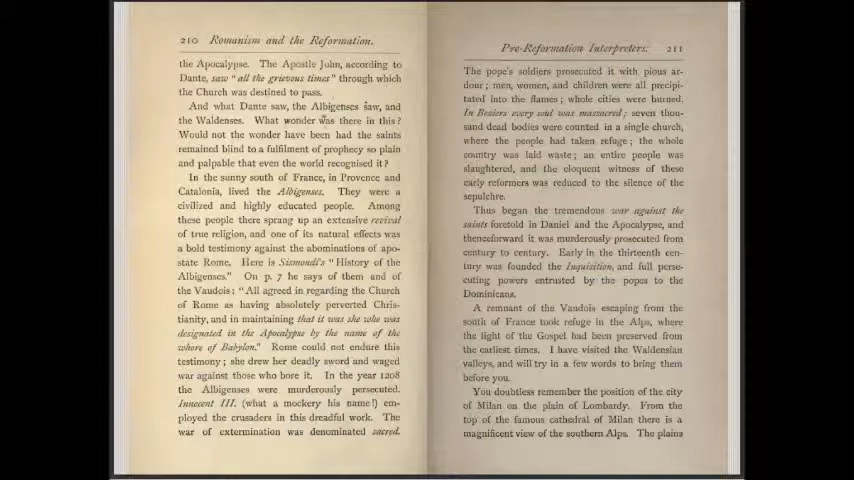 210 Romanism and the Reformation.
the Apocalypse. The Apostle John, according to
Dante, saw "all the grievous times" through which
the Church was destined to pass.
And what Dante saw, the Albigenses saw, and
the Waldenses. What wonder was there in this?
Would not the wonder have been had the saints
remained blind to a fulfilment of prophecy so plain
and palpable that even the world recognised it?
In the sunny south of France, in Provence and
Catalonia, lived the Albigenses. They were a
civilized and highly educated people. Among
these people there sprang up an extensive revival
of true religion, and one of its natural effects was
a bold testimony against the abominations of apo-
state Rome. Here is Sismondi's "History of the
Albigenses." On p. 7 he says of them and of
the Vaudois: "All agreed in regarding the Church
of Rome as having absolutely perverted Chris-
tianity, and in maintaining that it was she who was
designated in the Apocalypse by the name of the
whore of Babylon." Rome could not endure this
testimony; she drew her deadly sword and waged
war against those who bore it. In the year 1208
the Albigenses were murderously persecuted.
Innocent III. (what a mockery his name!) em-
ployed the crusaders in this dreadful work. The
war of extermination was denominated sacred.
Pre-Reformation Interpreters. 211
The pope's soldiers prosecuted it with pious ar-
dour; men, women, and children were all precipi-
tated into the flames; whole cities were burned.
In Beziers every soul was massacred; seven thou-
sand dead bodies were counted in a single church,
where the people had taken refuge; the whole
country was laid waste; an entire people was
slaughtered, and the eloquent witness of these
early reformers was reduced to the silence of the
sepulchre.
Thus began the tremendous war against the
saints foretold in Daniel and the Apocalypse, and
thenceforward it was murderously prosecuted from
century to century. Early in the thirteenth cen-
tury was founded the Inquisition, and full perse-
cuting powers entrusted by the popes to the
Dominicans.
A remnant of the Vaudois escaping from the
south of France took refuge in the Alps, where
the light of the Gospel had been preserved from
the earliest times. I have visited the Waldensian
valleys, and will try in a few words to bring them
before you.
You doubtless remember the position of the city
of Milan on the plain of Lombardy. From the
top of the famous cathedral of Milan there is a
magnificent view of the southern Alps. The plains